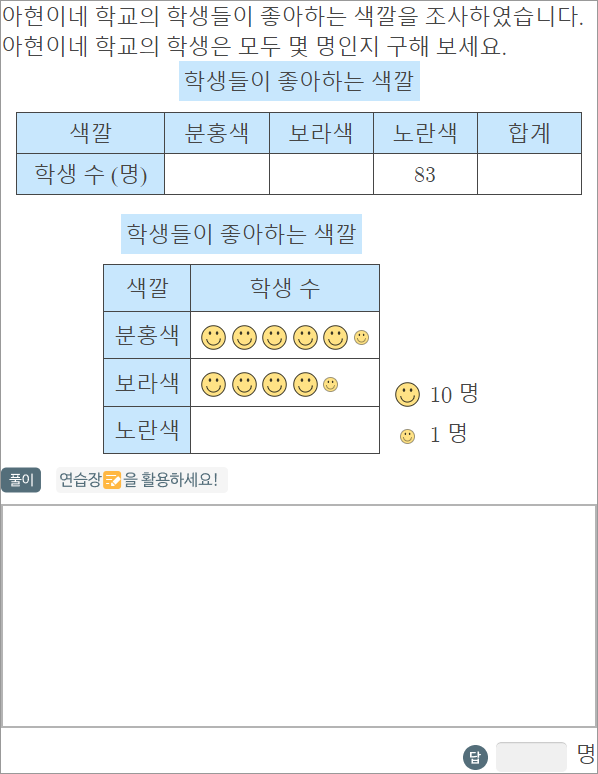 아현이네 학교의 학생들이 좋아하는 색깔을 조사하였습니다.
아현이네 학교의 학생은 모두 몇 명인지 구해 보세요.
학생들이 좋아하는 색깔
색깔 분홍색 보라색 노란색 합계
학생 수 (명) 83
학생들이 좋아하는 색깔
색깔 학생 수
분홍색
보라색
노란색
10 명
1 명
풀이 연습장을 활용하세요!
답 명